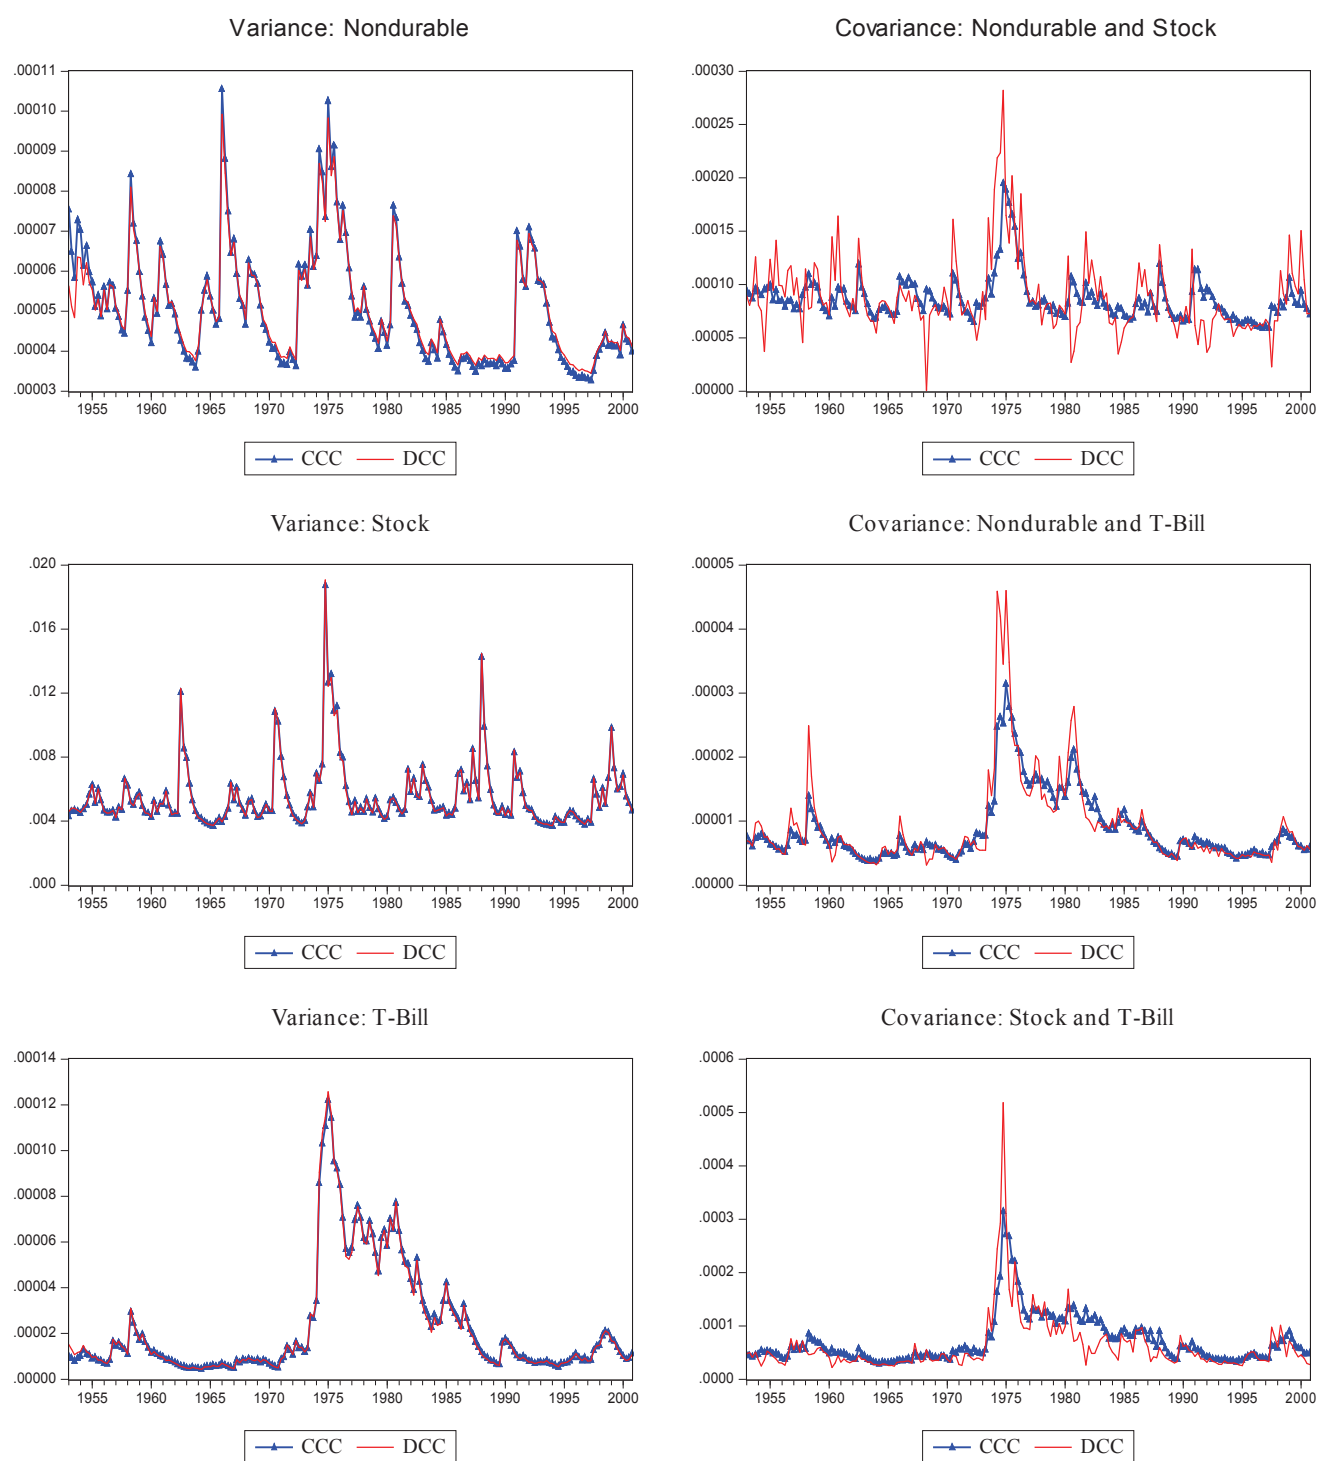 Variance: Nondurable
.00011
.00010
.00009
.00008
.00007
.00006
.00005
.00004
.00003
1955 1960 1965 1970 1975 1980 1985 1990 1995 2000
CCC DCC
Covariance: Nondurable and Stock
.00030
.00025
.00020
.00015
.00010
.00005
.00000
1955 1960 1965 1970 1975 1980 1985 1990 1995 2000
CCC DCC
Variance: Stock
.020
.016
.012
.008
.004
.000
1955 1960 1965 1970 1975 1980 1985 1990 1995 2000
CCC DCC
Covariance: Nondurable and T-Bill
.00005
.00004
.00003
.00002
.00001
.00000
1955 1960 1965 1970 1975 1980 1985 1990 1995 2000
CCC DCC
Variance: T-Bill
.00014
.00012
.00010
.00008
.00006
.00004
.00002
.00000
1955 1960 1965 1970 1975 1980 1985 1990 1995 2000
CCC DCC
Covariance: Stock and T-Bill
.0006
.0005
.0004
.0003
.0002
.0001
.0000
1955 1960 1965 1970 1975 1980 1985 1990 1995 2000
CCC DCC